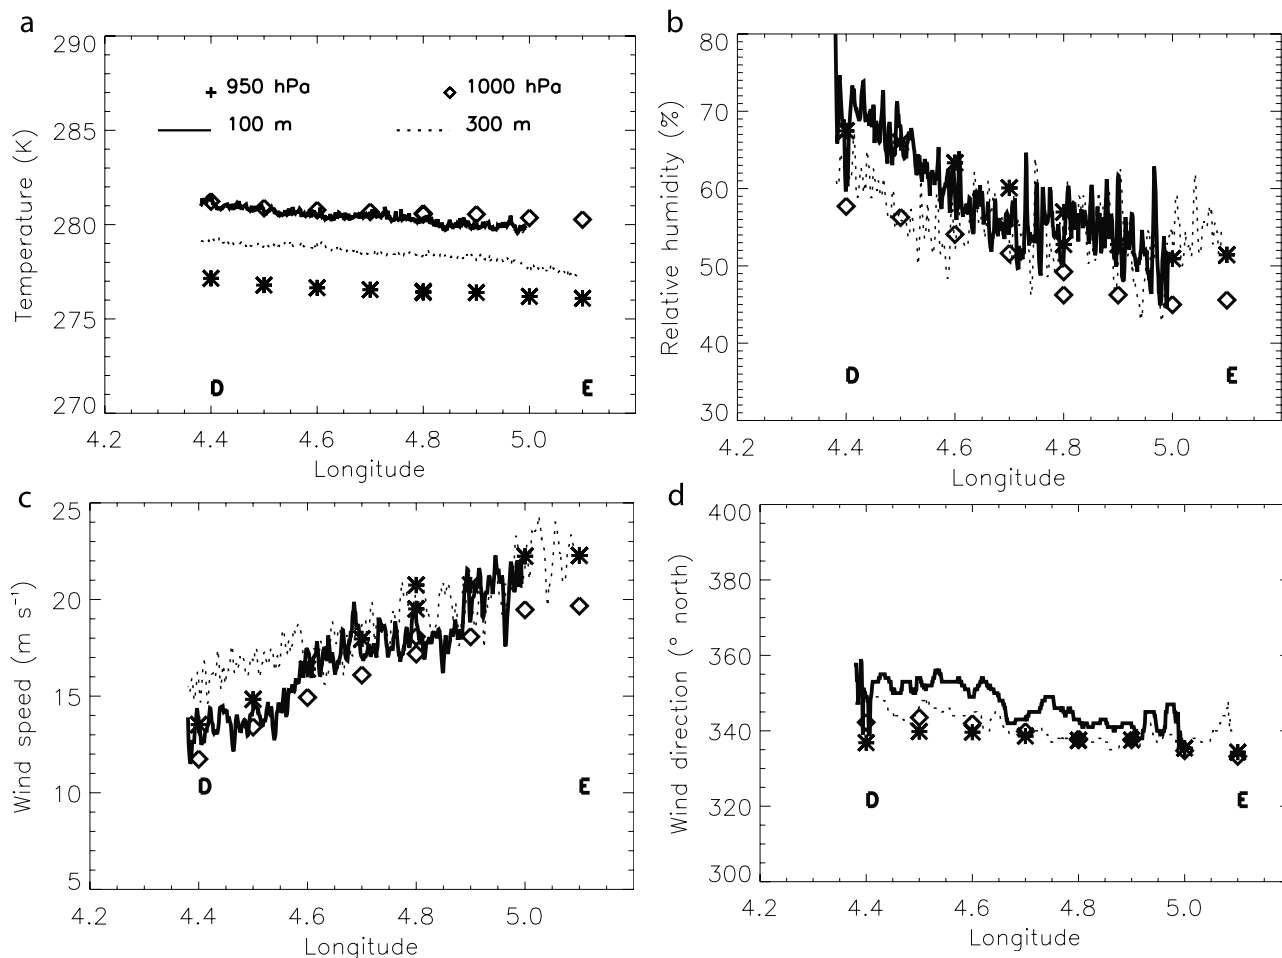 a
290
285
280
275
270
Temperature (K)
950 hPa
1000 hPa
100 m
300 m
D
E
4.2
4.4
4.6
4.8
5.0
Longitude
b
80
70
60
50
40
30
Relative humidity (%)
D
E
4.2
4.4
4.6
4.8
5.0
Longitude
c
25
20
15
10
5
Wind speed (m s⁻¹)
D
E
4.2
4.4
4.6
4.8
5.0
Longitude
d
400
380
360
340
320
300
Wind direction (° north)
D
E
4.2
4.4
4.6
4.8
5.0
Longitude